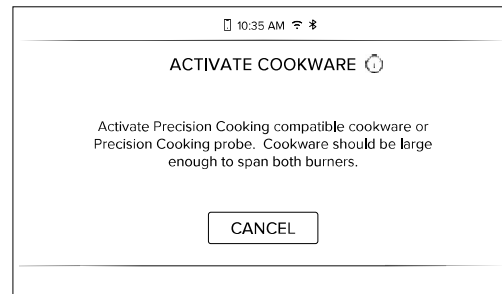 10:35 AM
ACTIVATE COOKWARE
Activate Precision Cooking compatible cookware or
Precision Cooking probe.  Cookware should be large
enough to span both burners.
CANCEL